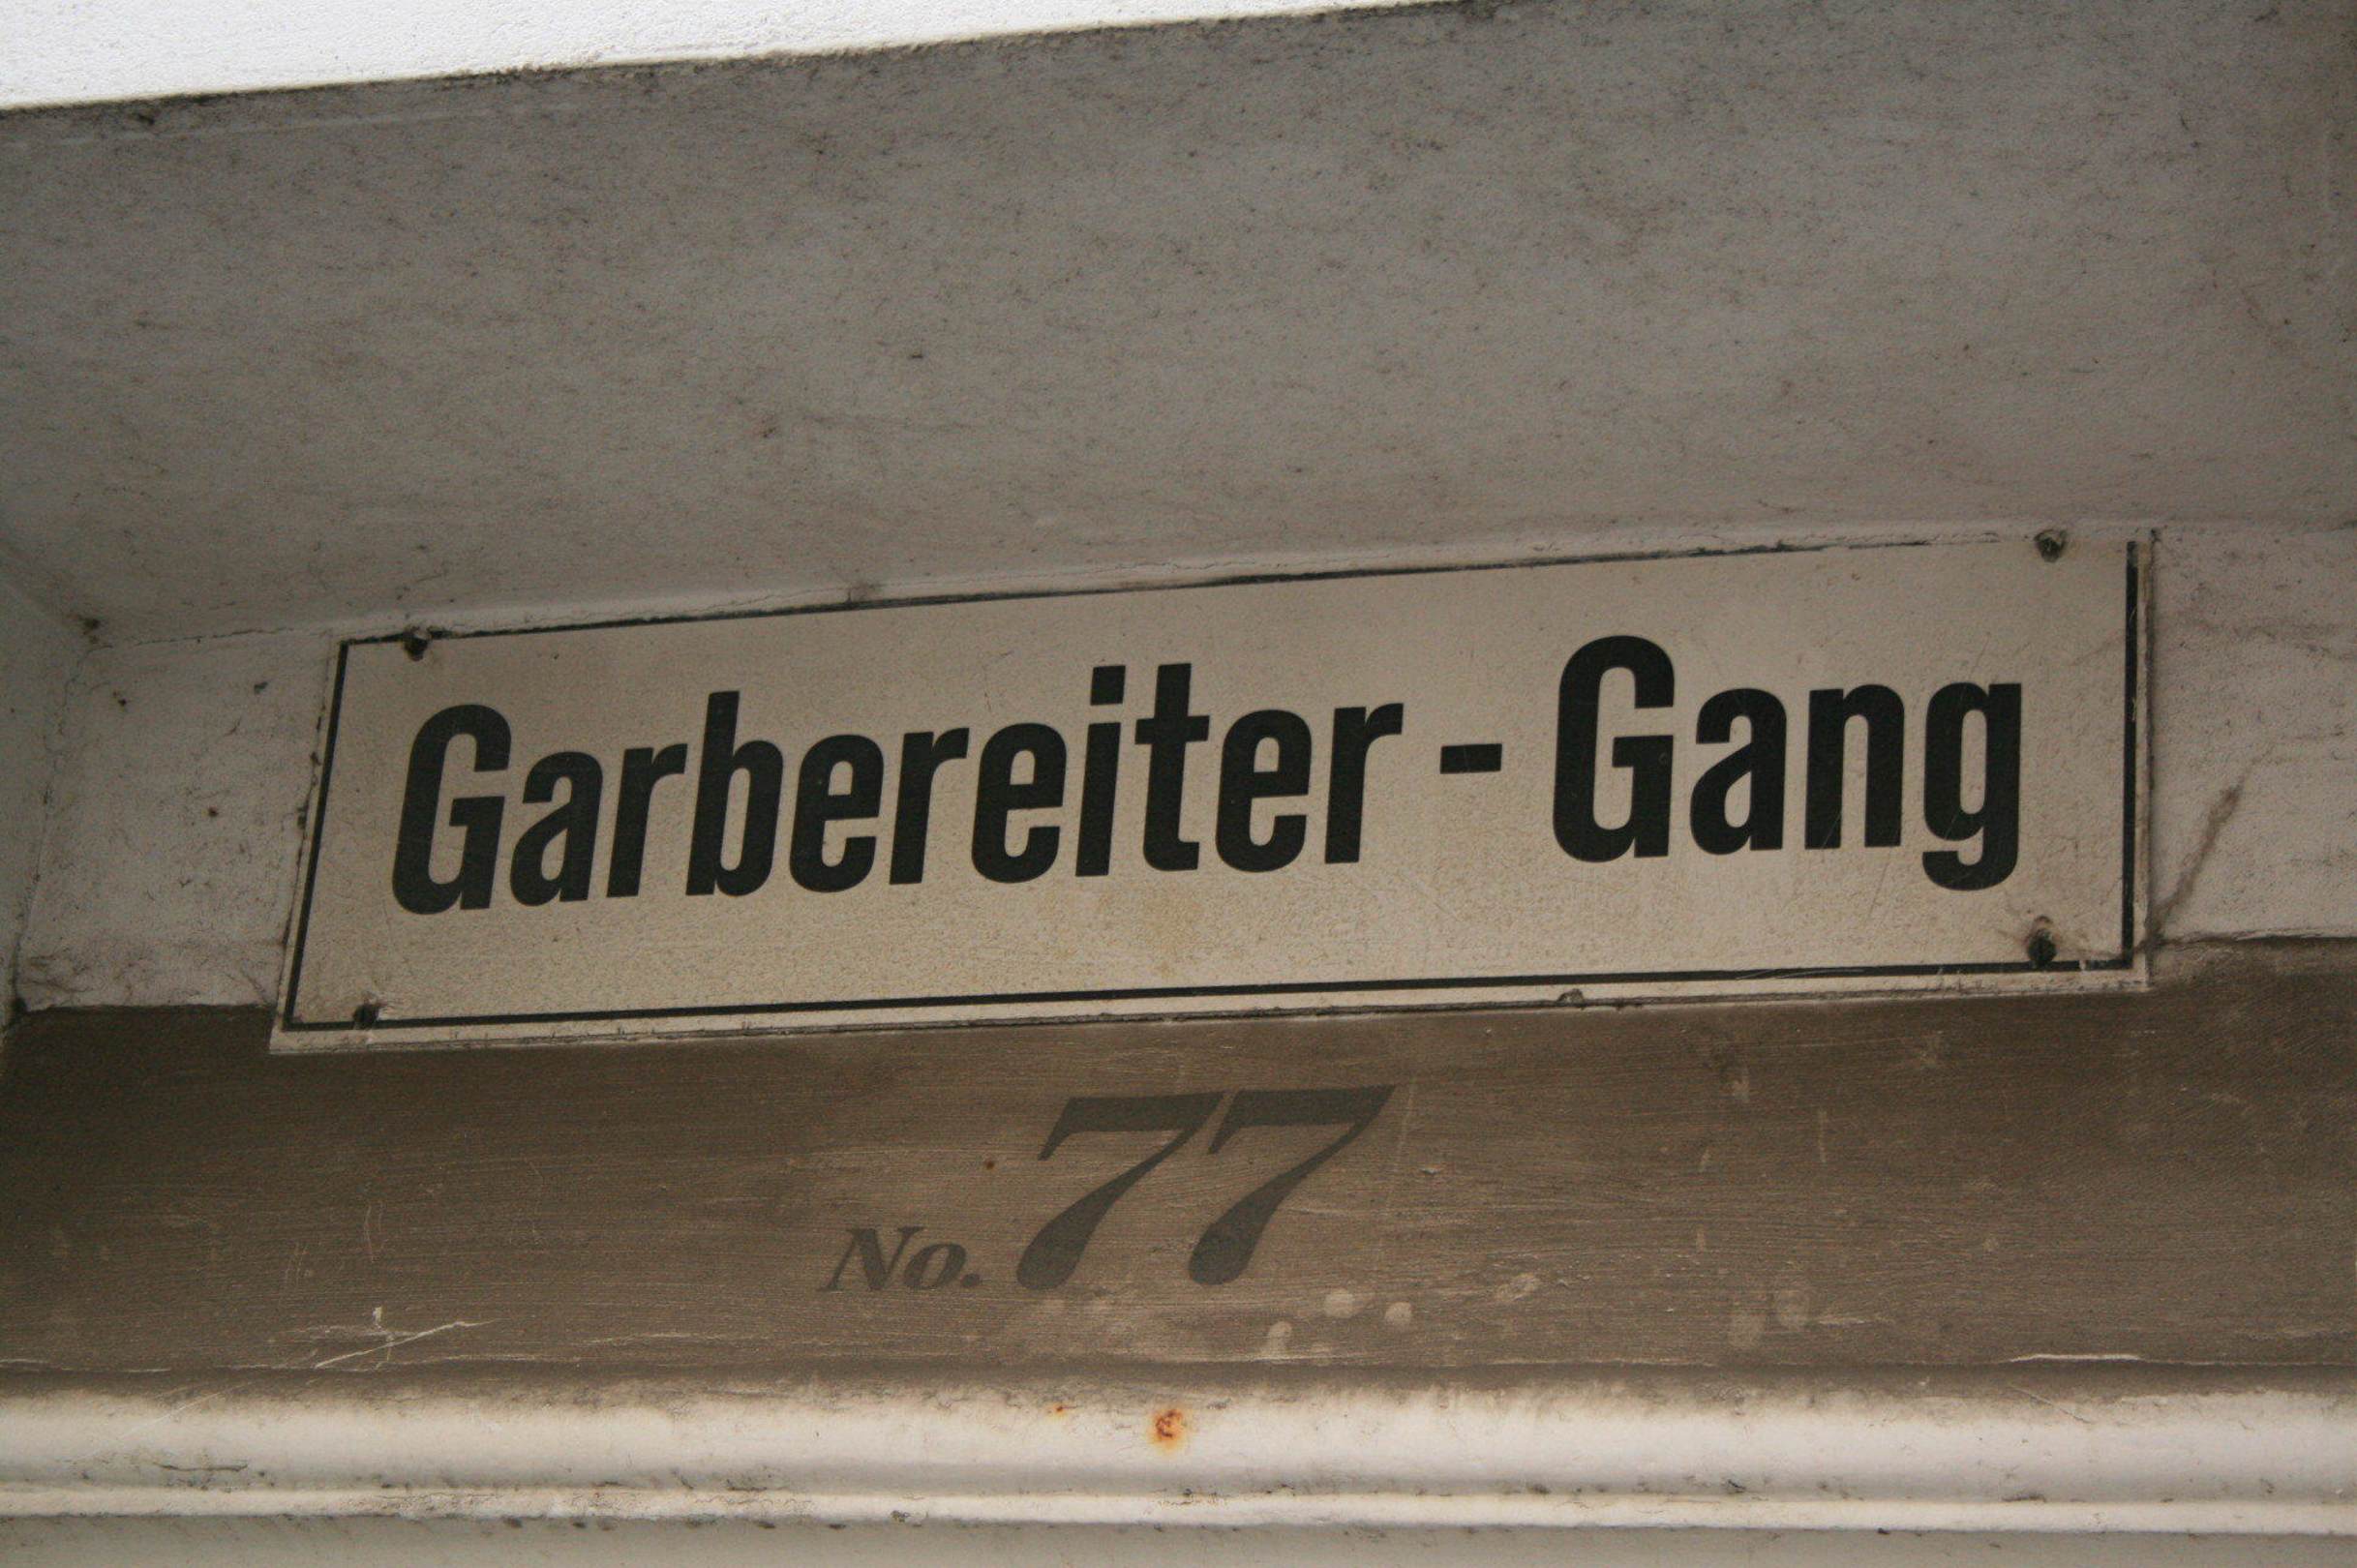 Garbereiter - Gang
No. 77